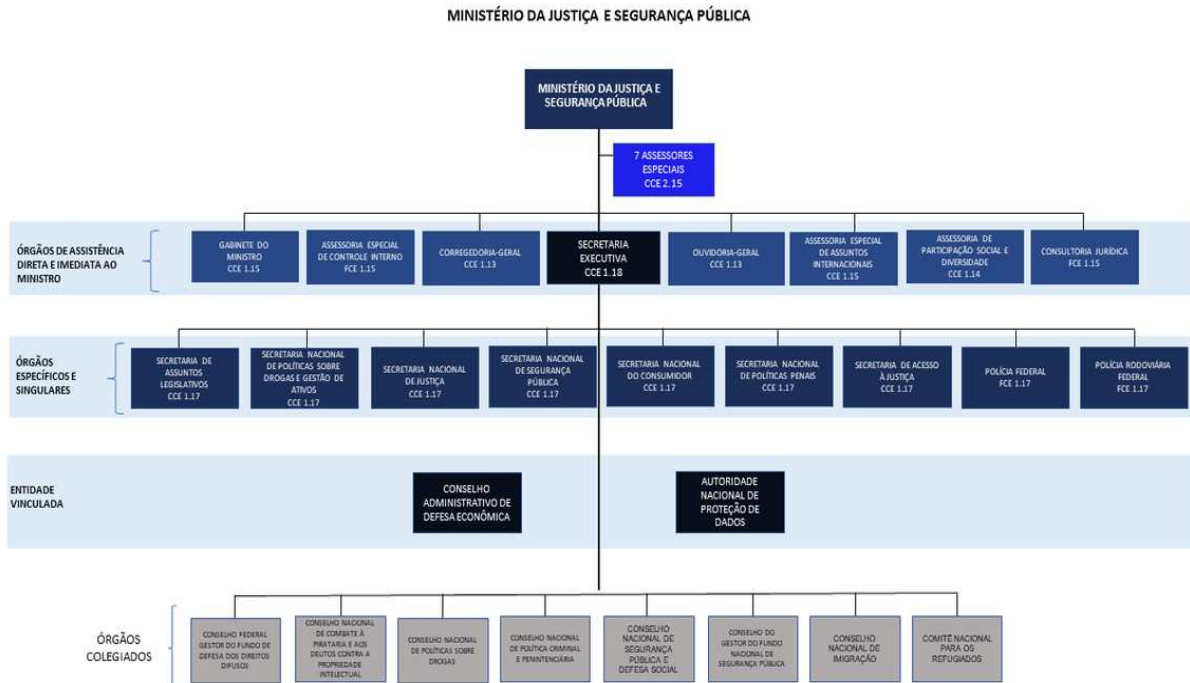 MINISTÉRIO DA JUSTIÇA E SEGURANÇA PÚBLICA
MINISTÉRIO DA JUSTIÇA E
SEGURANÇA PÚBLICA
7 ASSESSORES
ESPECIAIS
CCE 2.15
ÓRGÃOS DE ASSISTÊNCIA
DIRETA E IMEDIATA AO
MINISTRO
GABINETE DO
MINISTRO
CCE 1.15
ASSESSORIA ESPECIAL
DE CONTROLE INTERNO
FCE 1.15
CORREGEDORIA-GERAL
CCE 1.13
SECRETARIA
EXECUTIVA
CCE 1.18
OUVIDORIA-GERAL
CCE 1.13
ASSESSORIA ESPECIAL
DE ASSUNTOS
INTERNACIONAIS
CCE 1.15
ASSESSORIA DE
PARTICIPAÇÃO SOCIAL E
DIVERSIDADE
CCE 1.14
CONSULTORIA JURÍDICA
FCE 1.15
ÓRGÃOS
ESPECÍFICOS E
SINGULARES
SECRETARIA DE
ASSUNTOS
LEGISLATIVOS
CCE 1.17
SECRETARIA NACIONAL
DE POLÍTICAS SOBRE
DROGAS E GESTÃO DE
ATIVOS
CCE 1.17
SECRETARIA NACIONAL
DE JUSTIÇA
CCE 1.17
SECRETARIA NACIONAL
DE SEGURANÇA
PÚBLICA
CCE 1.17
SECRETARIA NACIONAL
DO CONSUMIDOR
CCE 1.17
SECRETARIA NACIONAL
DE POLÍTICAS PENAIS
CCE 1.17
SECRETARIA DE ACESSO
À JUSTIÇA
CCE 1.17
POLÍCIA FEDERAL
FCE 1.17
POLÍCIA RODOVIÁRIA
FEDERAL
FCE 1.17
ENTIDADE
VINCULADA
CONSELHO
ADMINISTRATIVO DE
DEFESA ECONÔMICA
AUTORIDADE
NACIONAL DE
PROTEÇÃO DE
DADOS
ÓRGÃOS
COLEGIADOS
CONSELHO FEDERAL
GESTOR DO FUNDO DE
DEFESA DOS DIREITOS
DIFUSOS
CONSELHO NACIONAL
DE COMBATE À
PIRATARIA E AOS
DELITOS CONTRA A
PROPRIEDADE
INTELECTUAL
CONSELHO NACIONAL
DE POLÍTICAS SOBRE
DROGAS
CONSELHO NACIONAL
DE POLÍTICA CRIMINAL
E PENINTENCIÁRIA
CONSELHO
NACIONAL DE
SEGURANÇA
PÚBLICA E
DEFESA SOCIAL
CONSELHO DO
GESTOR DO FUNDO
NACIONAL DE
SEGURANÇA PÚBLICA
CONSELHO
NACIONAL DE
IMIGRAÇÃO
COMITÊ NACIONAL
PARA OS
REFUGIADOS